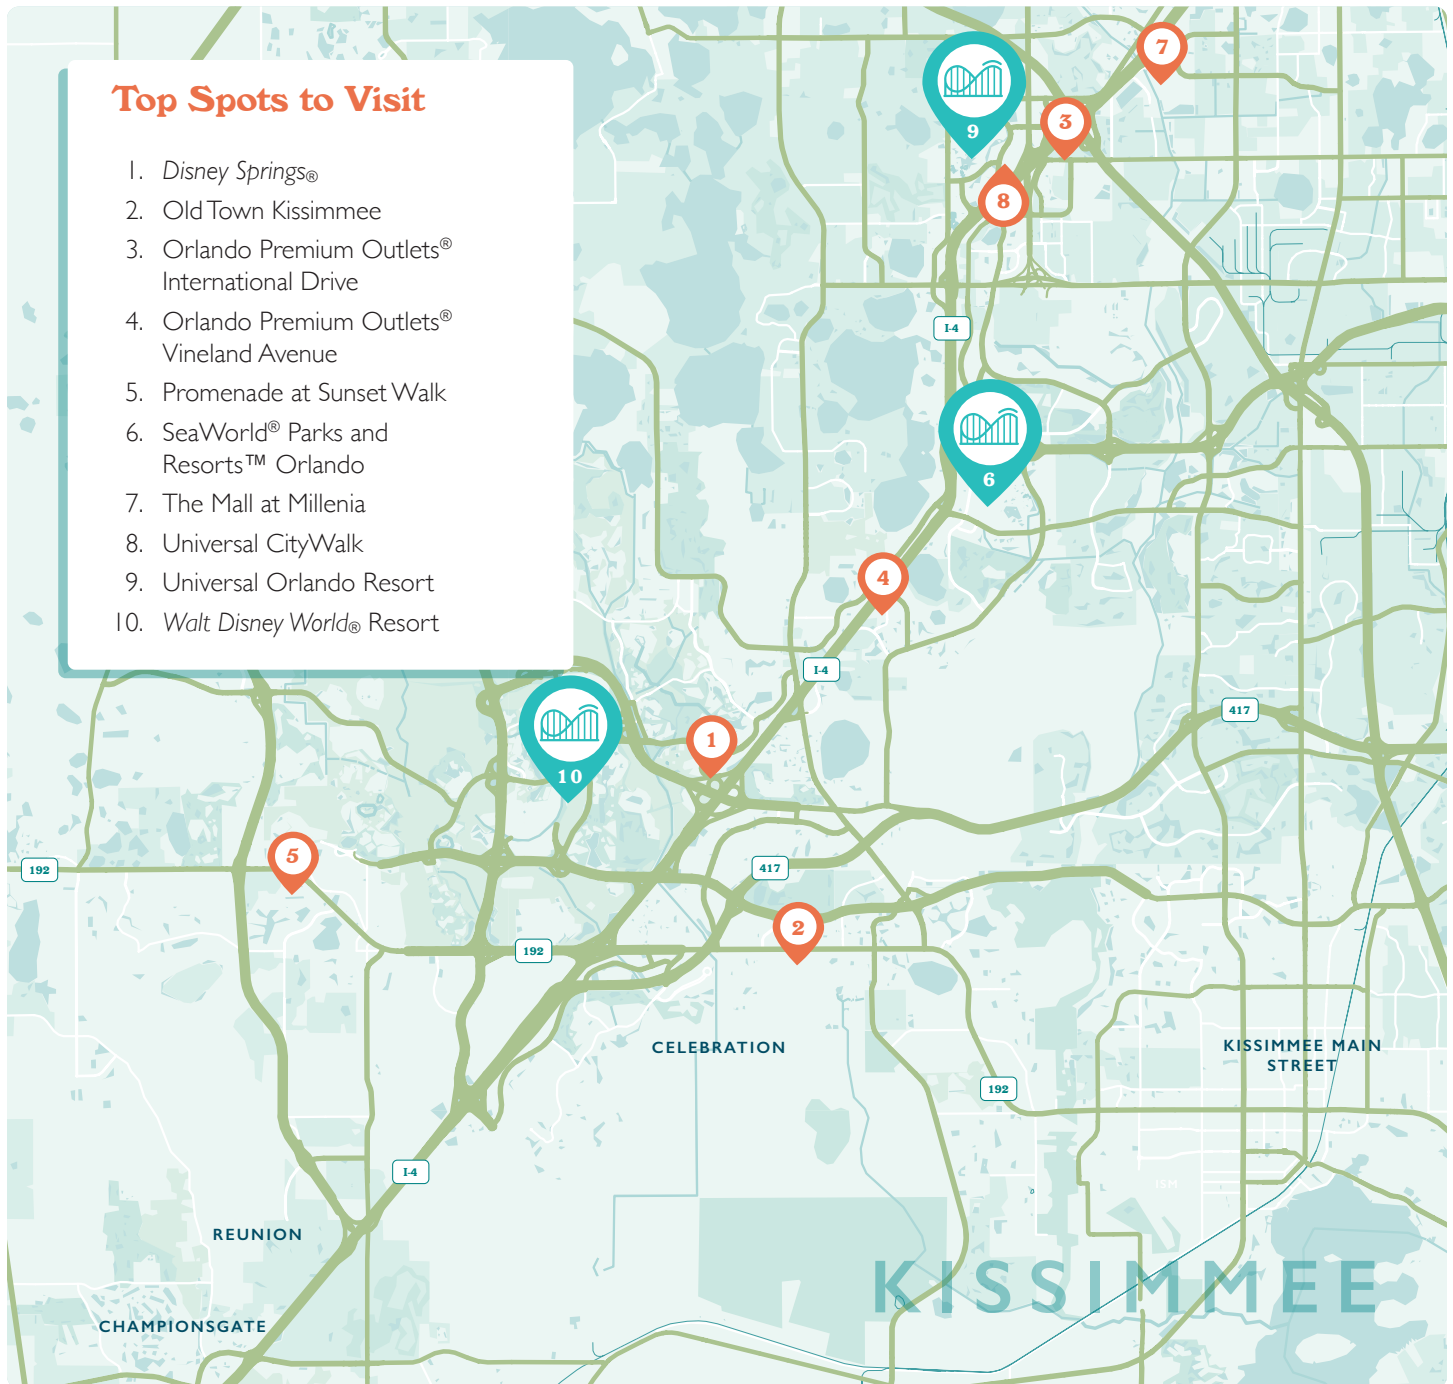 Top Spots to Visit
1. Disney Springs®
2. Old Town Kissimmee
3. Orlando Premium Outlets®
International Drive
4. Orlando Premium Outlets®
Vineland Avenue
5. Promenade at Sunset Walk
6. SeaWorld® Parks and
Resorts™ Orlando
7. The Mall at Millenia
8. Universal CityWalk
9. Universal Orlando Resort
10. Walt Disney World® Resort
7
9
3
8
I-4
6
4
I-4
417
1
10
5
192
417
2
192
CELEBRATION
KISSIMMEE MAIN
STREET
192
I-4
ISM
REUNION
KISSIMMEE
CHAMPIONSGATE